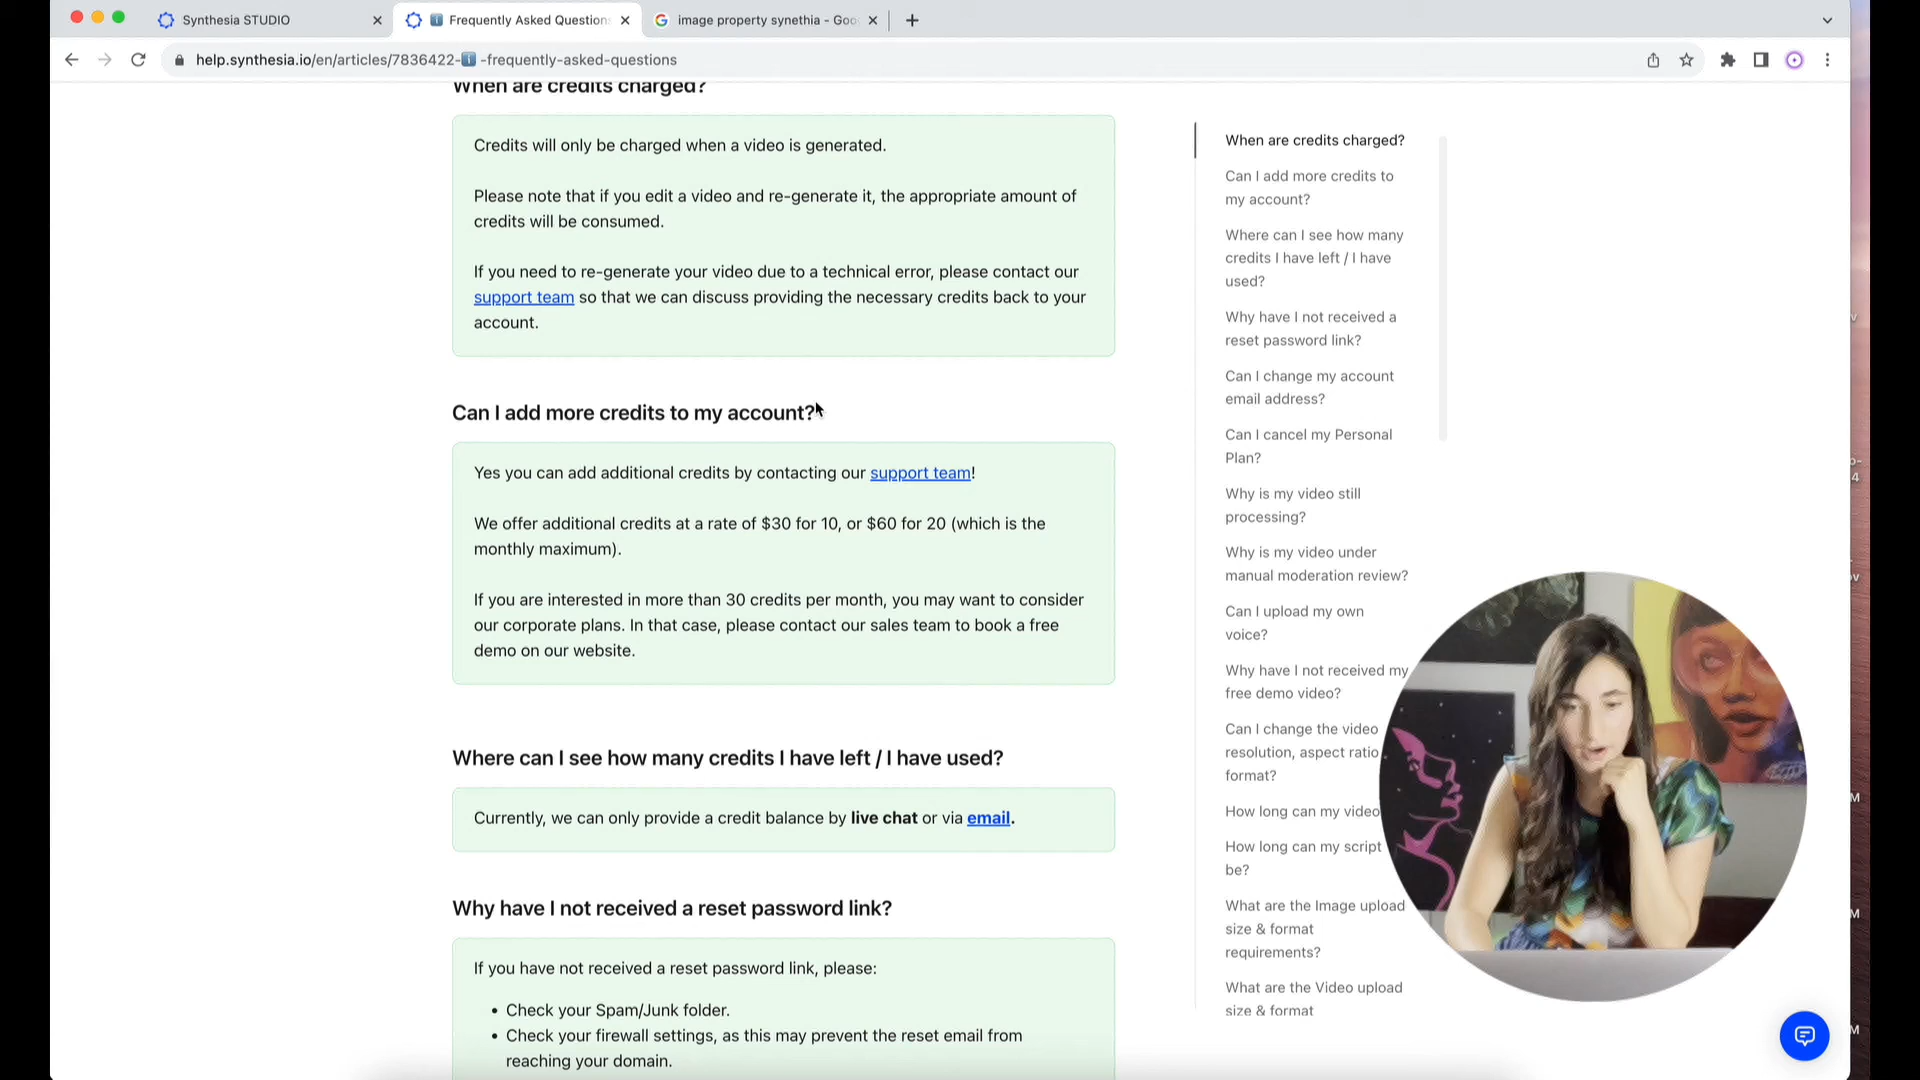 Synthesia STUDIO
Frequently Asked Question
image property synethia - Goo
help.synthesia.io/en/articles/7836422-ℹ️-frequently-asked-questions
When are credits charged?
Credits will only be charged when a video is generated.
Please note that if you edit a video and re-generate it, the appropriate amount of
credits will be consumed.
If you need to re-generate your video due to a technical error, please contact our
support team so that we can discuss providing the necessary credits back to your
account.
Can I add more credits to my account?
Yes you can add additional credits by contacting our support team!
We offer additional credits at a rate of $30 for 10, or $60 for 20 (which is the
monthly maximum).
If you are interested in more than 30 credits per month, you may want to consider
our corporate plans. In that case, please contact our sales team to book a free
demo on our website.
Where can I see how many credits I have left / I have used?
Currently, we can only provide a credit balance by live chat or via email.
Why have I not received a reset password link?
If you have not received a reset password link, please:
• Check your Spam/Junk folder.
• Check your firewall settings, as this may prevent the reset email from
reaching your domain.
When are credits charged?
Can I add more credits to
my account?
Where can I see how many
credits I have left / I have
used?
Why have I not received a
reset password link?
Can I change my account
email address?
Can I cancel my Personal
Plan?
Why is my video still
processing?
Why is my video under
manual moderation review?
Can I upload my own
voice?
Why have I not received my
free demo video?
Can I change the video
resolution, aspect ratio
format?
How long can my video
How long can my script
be?
What are the Image upload
size & format
requirements?
What are the Video upload
size & format